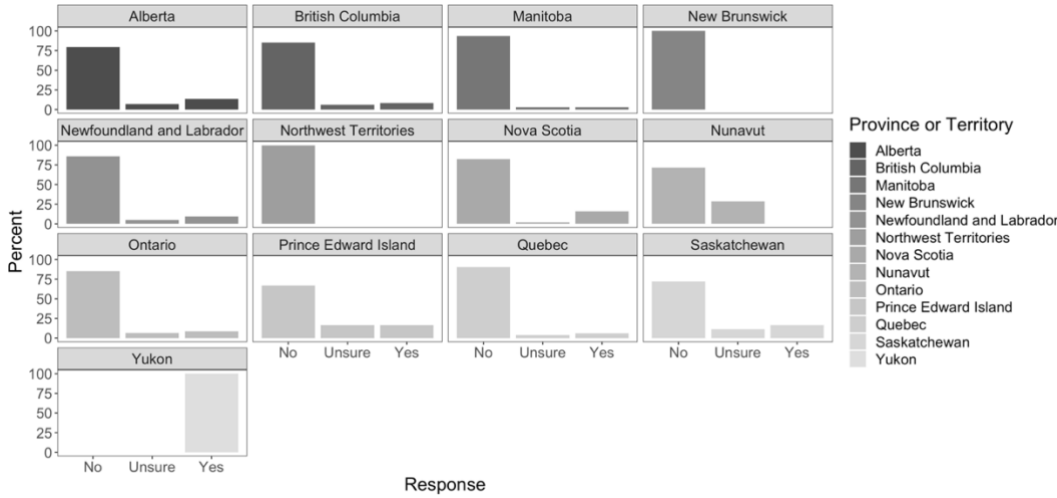 Alberta
British Columbia
Manitoba
New Brunswick
100
75
50
25
0
Newfoundland and Labrador
Northwest Territories
Nova Scotia
Nunavut
100
75
50
25
0
Ontario
Prince Edward Island
Quebec
Saskatchewan
100
75
50
25
0
No Unsure Yes
No Unsure Yes
No Unsure Yes
Yukon
100
75
50
25
0
No Unsure Yes
Percent
Response
Province or Territory
Alberta
British Columbia
Manitoba
New Brunswick
Newfoundland and Labrador
Northwest Territories
Nova Scotia
Nunavut
Ontario
Prince Edward Island
Quebec
Saskatchewan
Yukon